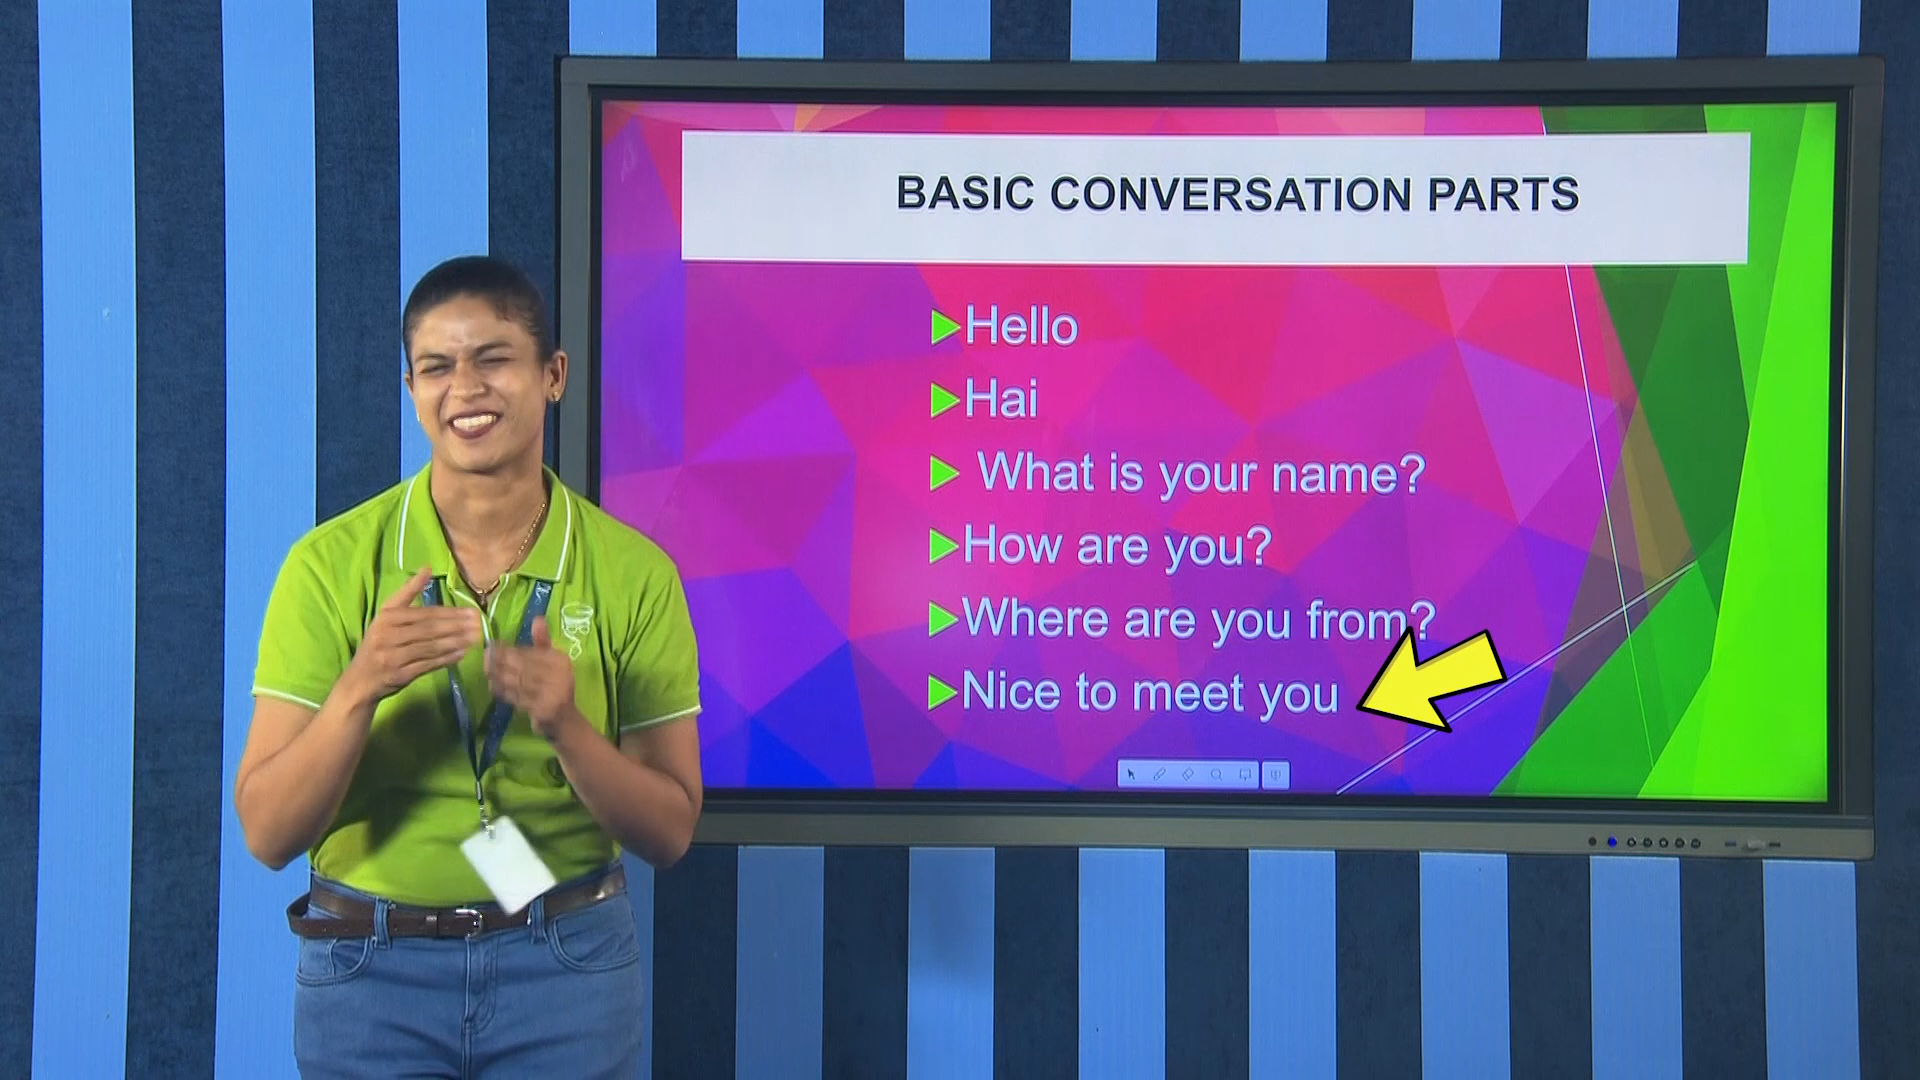 BASIC CONVERSATION PARTS
Hello
Hai
What is your name?
How are you?
Where are you from?
Nice to meet you